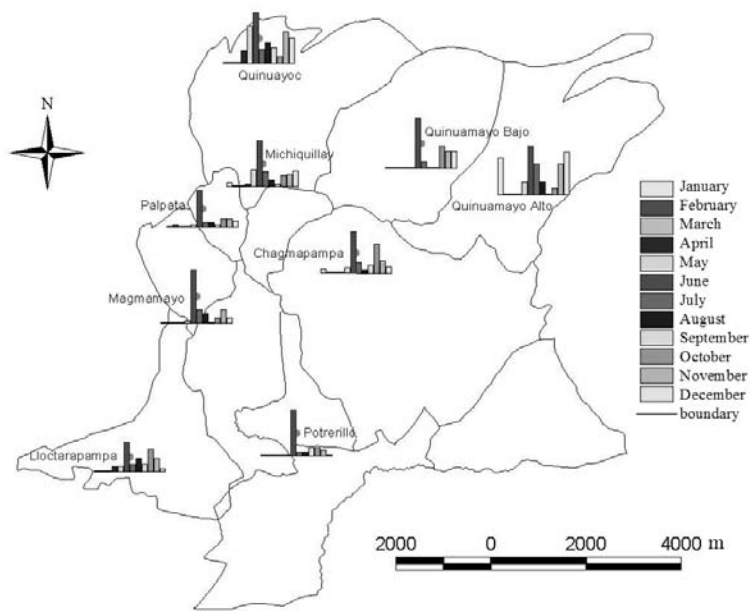 Quinuayoc
N
Quinuamayo Bajo
Michiquillay
Quinuamayo Alto
Palpata
Chagmapampa
Magmamayo
Potrerillo
Lloctarapampa
January
February
March
April
May
June
July
August
September
October
November
December
boundary
2000 0 2000 4000 m